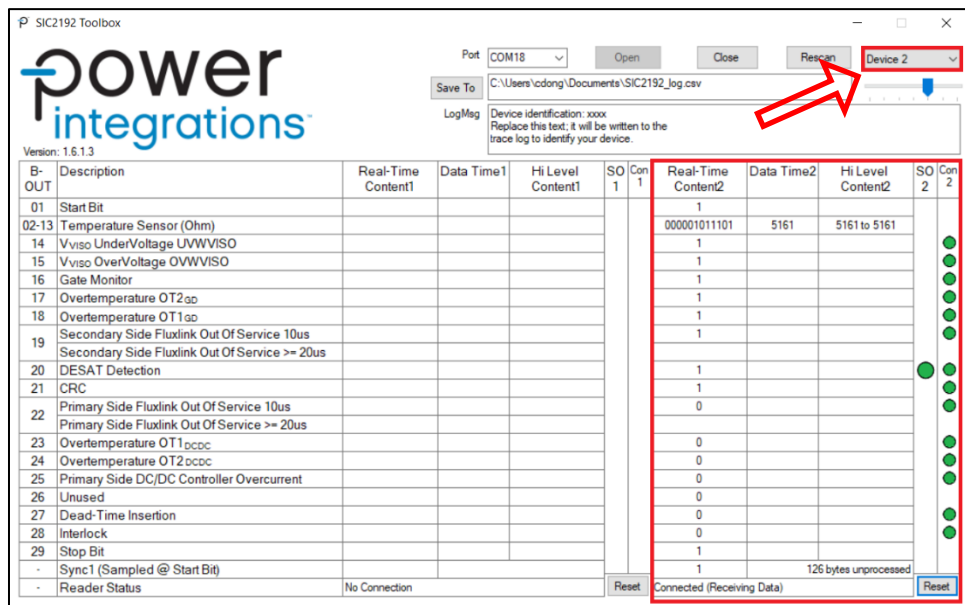 SIC2192 Toolbox
power
integrations™
Version: 1.6.1.3
Port COM18 Open Close Rescan Device 2
Save To C:\Users\cdong\Documents\SIC2192_log.csv
LogMsg Device identification: xxxx
Replace this text; it will be written to the
trace log to identify your device.
B-OUT Description Real-Time Content1 Data Time1 Hi Level Content1 SO 1 Con 1 Real-Time Content2 Data Time2 Hi Level Content2 SO 2 Con 2
01 Start Bit 1
02-13 Temperature Sensor (Ohm) 000001011101 5161 5161 to 5161
14 VVISO UnderVoltage UVWVISO 1
15 VVISO OverVoltage OVWVISO 1
16 Gate Monitor 1
17 Overtemperature OT2GD 1
18 Overtemperature OT1GD 1
19 Secondary Side Fluxlink Out Of Service 10us 1
Secondary Side Fluxlink Out Of Service >= 20us
20 DESAT Detection 1
21 CRC 1
22 Primary Side Fluxlink Out Of Service 10us 0
Primary Side Fluxlink Out Of Service >= 20us
23 Overtemperature OT1DCDC 0
24 Overtemperature OT2DCDC 0
25 Primary Side DC/DC Controller Overcurrent 0
26 Unused 0
27 Dead-Time Insertion 0
28 Interlock 0
29 Stop Bit 1
- Sync1 (Sampled @ Start Bit) 1 126 bytes unprocessed
- Reader Status No Connection Reset Connected (Receiving Data) Reset